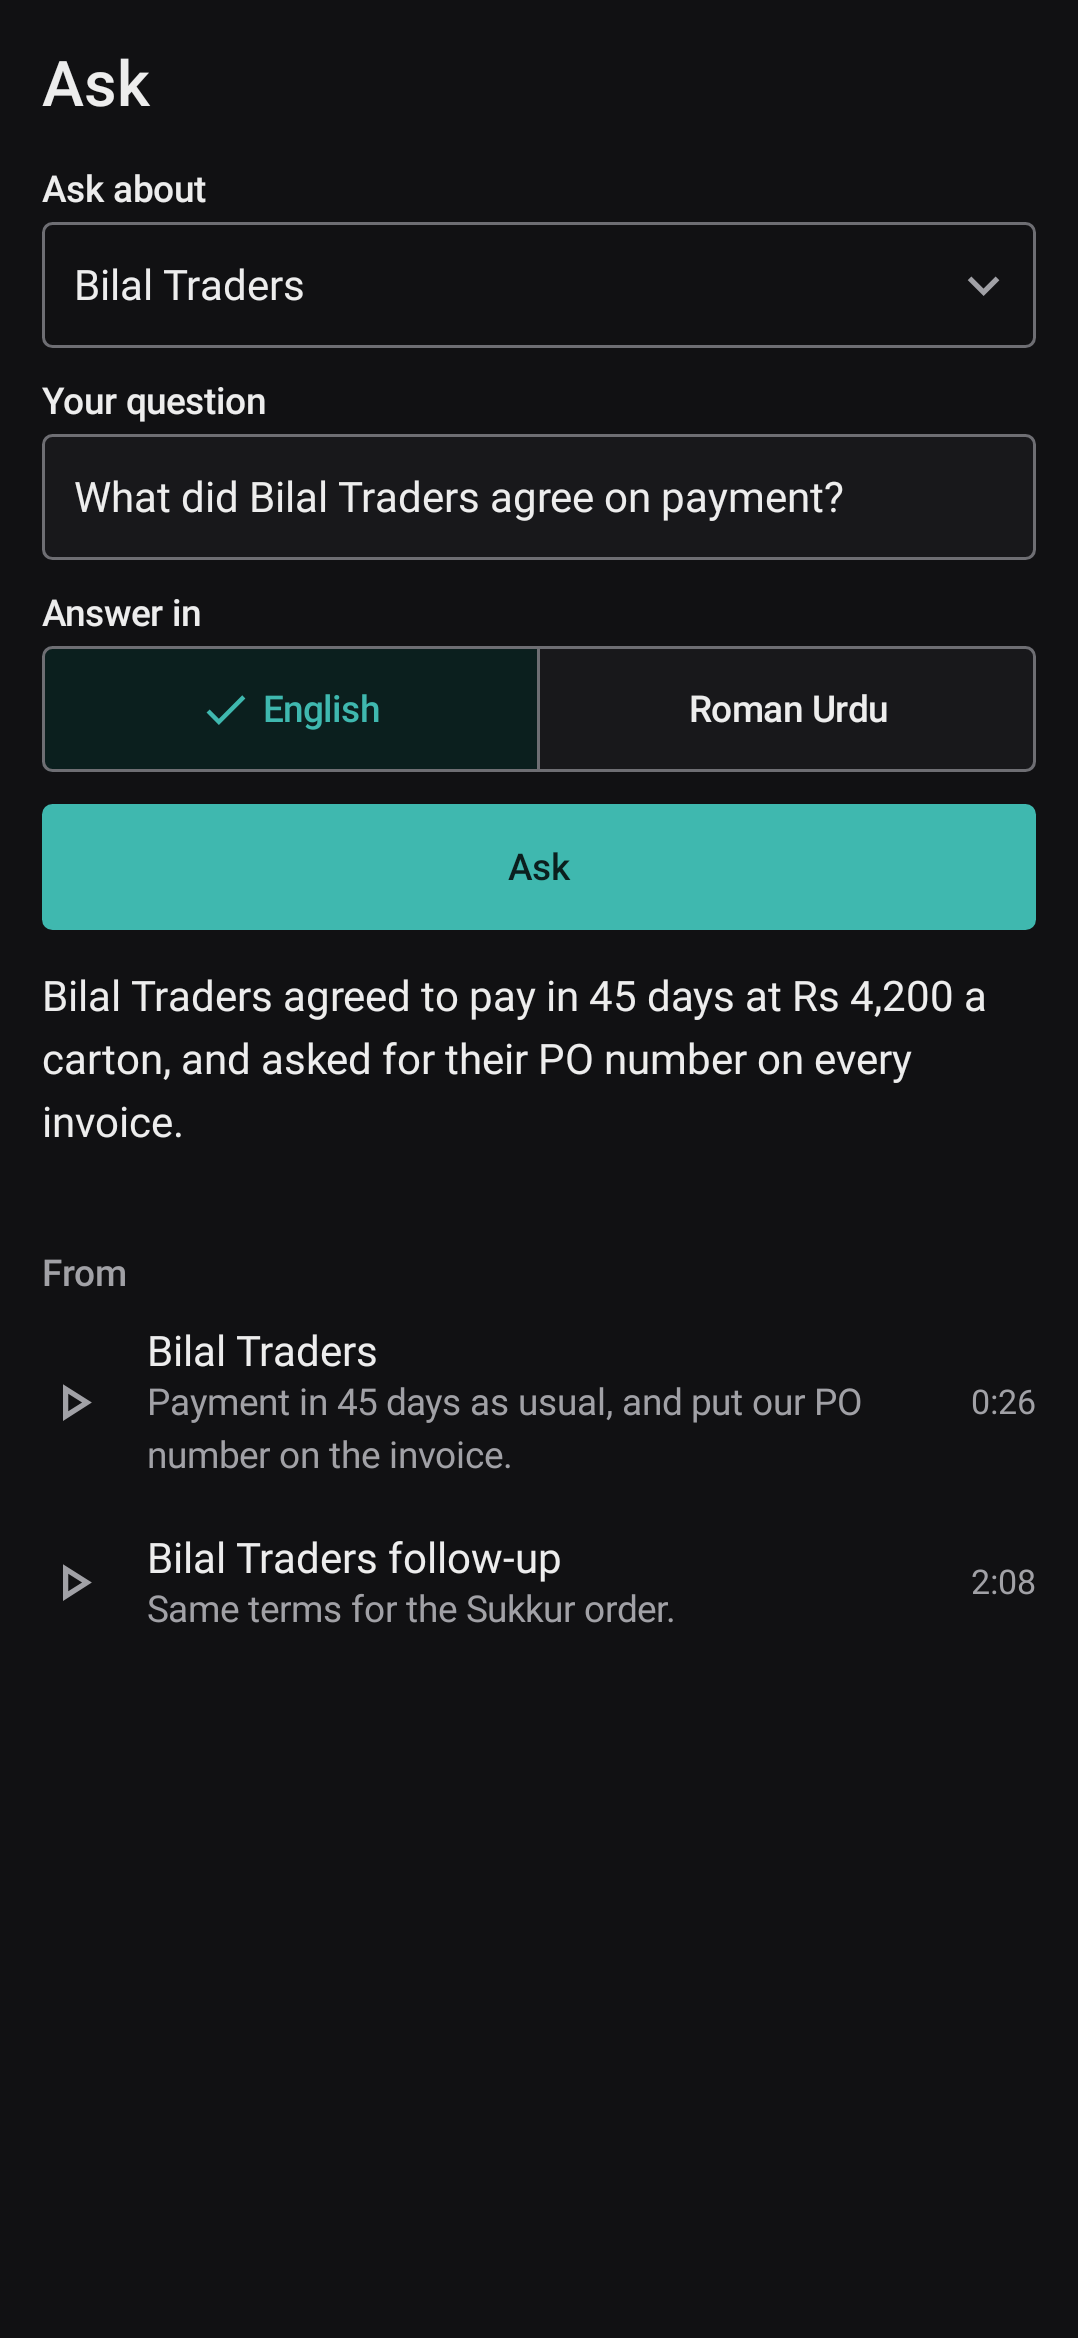 Ask
Ask about
Bilal Traders
Your question
What did Bilal Traders agree on payment?
Answer in
English
Roman Urdu
Ask
Bilal Traders agreed to pay in 45 days at Rs 4,200 a
carton, and asked for their PO number on every
invoice.
From
Bilal Traders
Payment in 45 days as usual, and put our PO
number on the invoice.
0:26
Bilal Traders follow-up
Same terms for the Sukkur order.
2:08